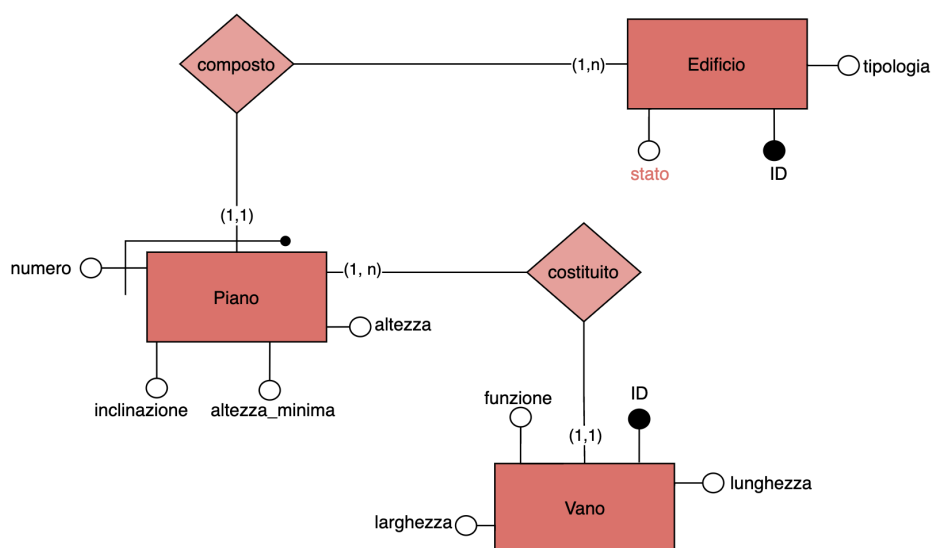 composto
(1,n)
Edificio
tipologia
stato
ID
(1,1)
numero
Piano
(1, n)
costituito
altezza
inclinazione
altezza_minima
funzione
ID
(1,1)
lunghezza
Vano
larghezza